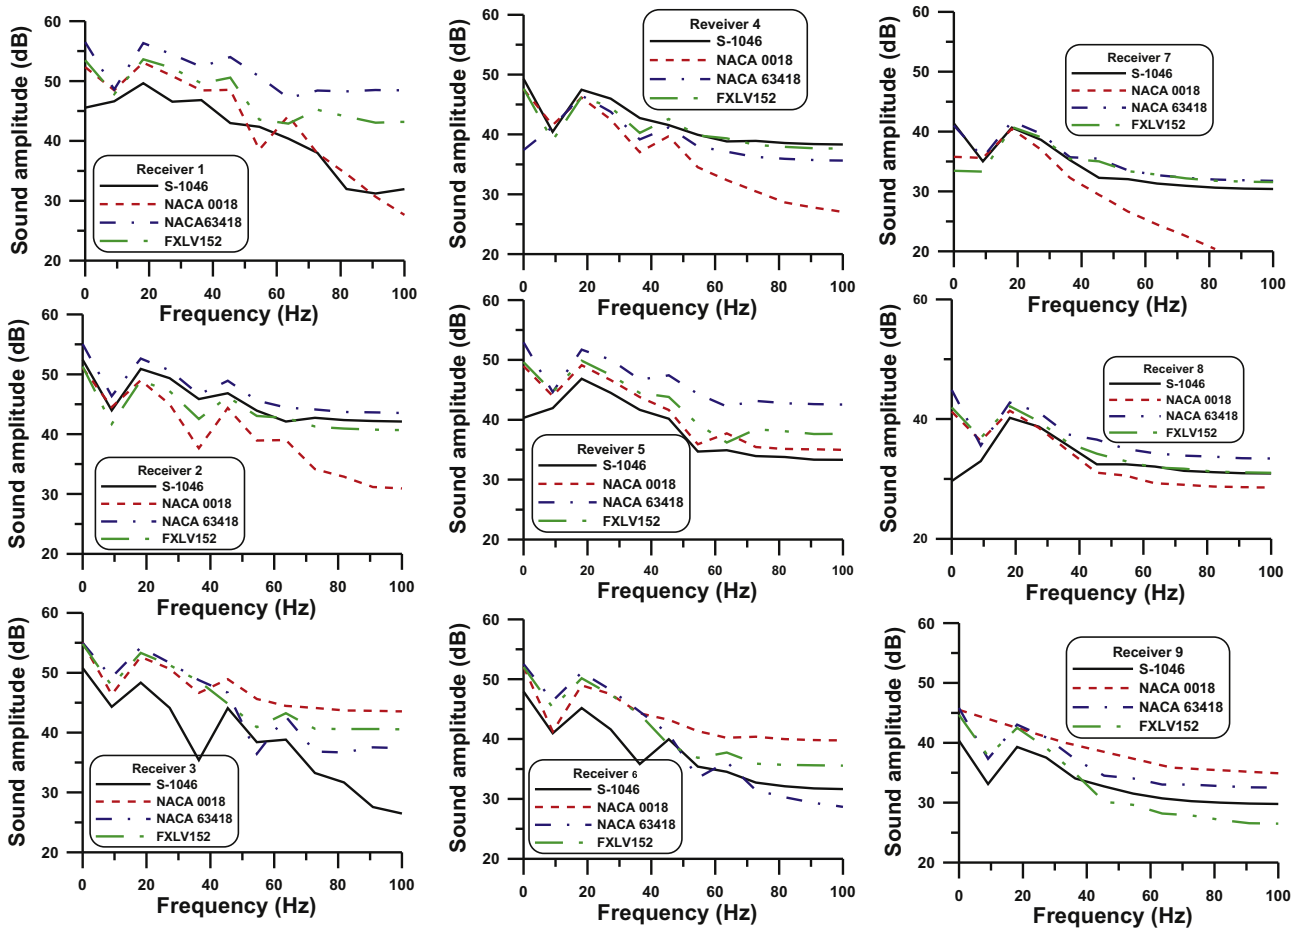 Sound amplitude (dB)
60
50
40
30
20
Receiver 1
S-1046
NACA 0018
NACA63418
FXLV152
0 20 40 60 80 100
Frequency (Hz)
Sound amplitude (dB)
60
50
40
30
20
Reveiver 4
S-1046
NACA 0018
NACA 63418
FXLV152
0 20 40 60 80 100
Frequency (Hz)
Sound amplitude (dB)
60
50
40
30
20
Receiver 7
S-1046
NACA 0018
NACA 63418
FXLV152
0 20 40 60 80 100
Frequency (Hz)
Sound amplitude (dB)
60
50
40
30
20
Receiver 2
S-1046
NACA 0018
NACA 63418
FXLV152
0 20 40 60 80 100
Frequency (Hz)
Sound amplitude (dB)
60
50
40
30
20
Receiver 5
S-1046
NACA 0018
NACA 63418
FXLV152
0 20 40 60 80 100
Frequency (Hz)
Sound amplitude (dB)
60
40
20
Receiver 8
S-1046
NACA 0018
NACA 63418
FXLV152
0 20 40 60 80 100
Frequency (Hz)
Sound amplitude (dB)
60
50
40
30
20
Receiver 3
S-1046
NACA 0018
NACA 63418
FXLV152
0 20 40 60 80 100
Frequency (Hz)
Sound amplitude (dB)
60
50
40
30
20
Receiver 6
S-1046
NACA 0018
NACA 63418
FXLV152
0 20 40 60 80 100
Frequency (Hz)
Sound amplitude (dB)
60
50
40
30
20
Receiver 9
S-1046
NACA 0018
NACA 63418
FXLV152
0 20 40 60 80 100
Frequency (Hz)